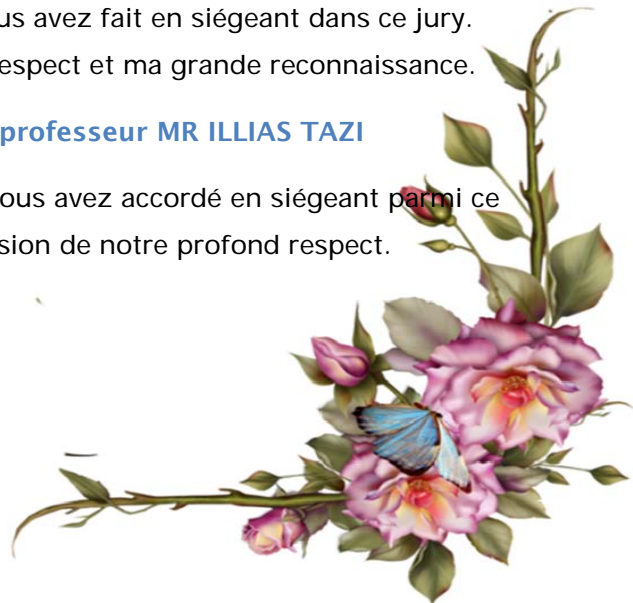 us avez fait en siégeant dans ce jury.
espect et ma grande reconnaissance.
professeur MR ILLIAS TAZI
ous avez accordé en siégeant parmi ce
sion de notre profond respect.